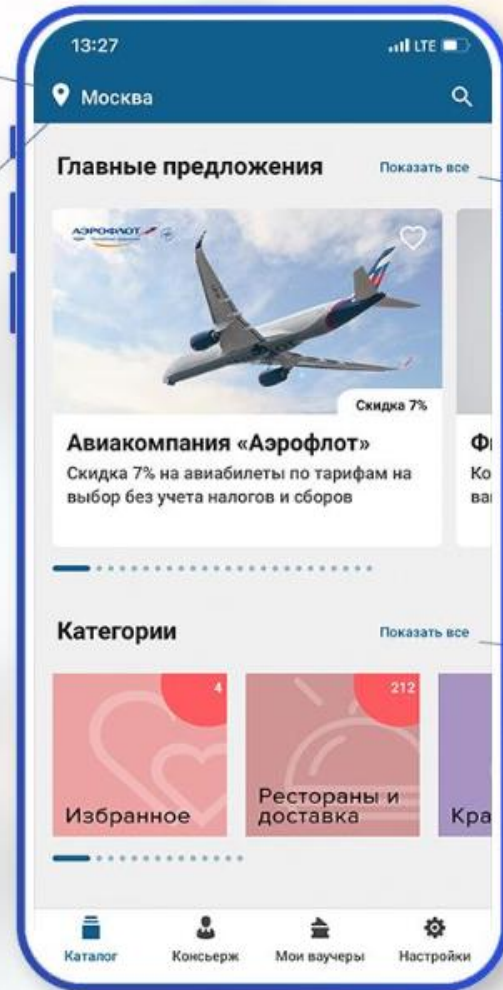 13:27
LTE
Москва
Главные предложения
Показать все
АЭРОФЛОТ
Скидка 7%
Авиакомпания «Аэрофлот»
Скидка 7% на авиабилеты по тарифам на
выбор без учета налогов и сборов
Категории
Показать все
4
212
Избранное
Рестораны и
доставка
Каталог
Консьерж
Мои ваучеры
Настройки